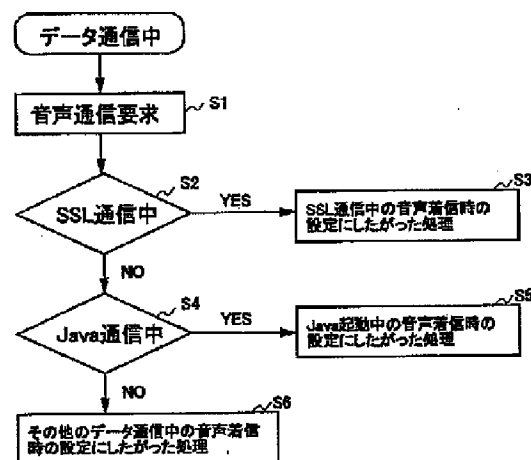 データ通信中
音声通信要求
S1
SSL通信中
S2
YES
SSL通信中の音声着信時の
設定にしたがった処理
S3
NO
Java通信中
S4
YES
Java起動中の音声着信時の
設定にしたがった処理
S5
NO
その他のデータ通信中の音声着信
時の設定にしたがった処理
S6